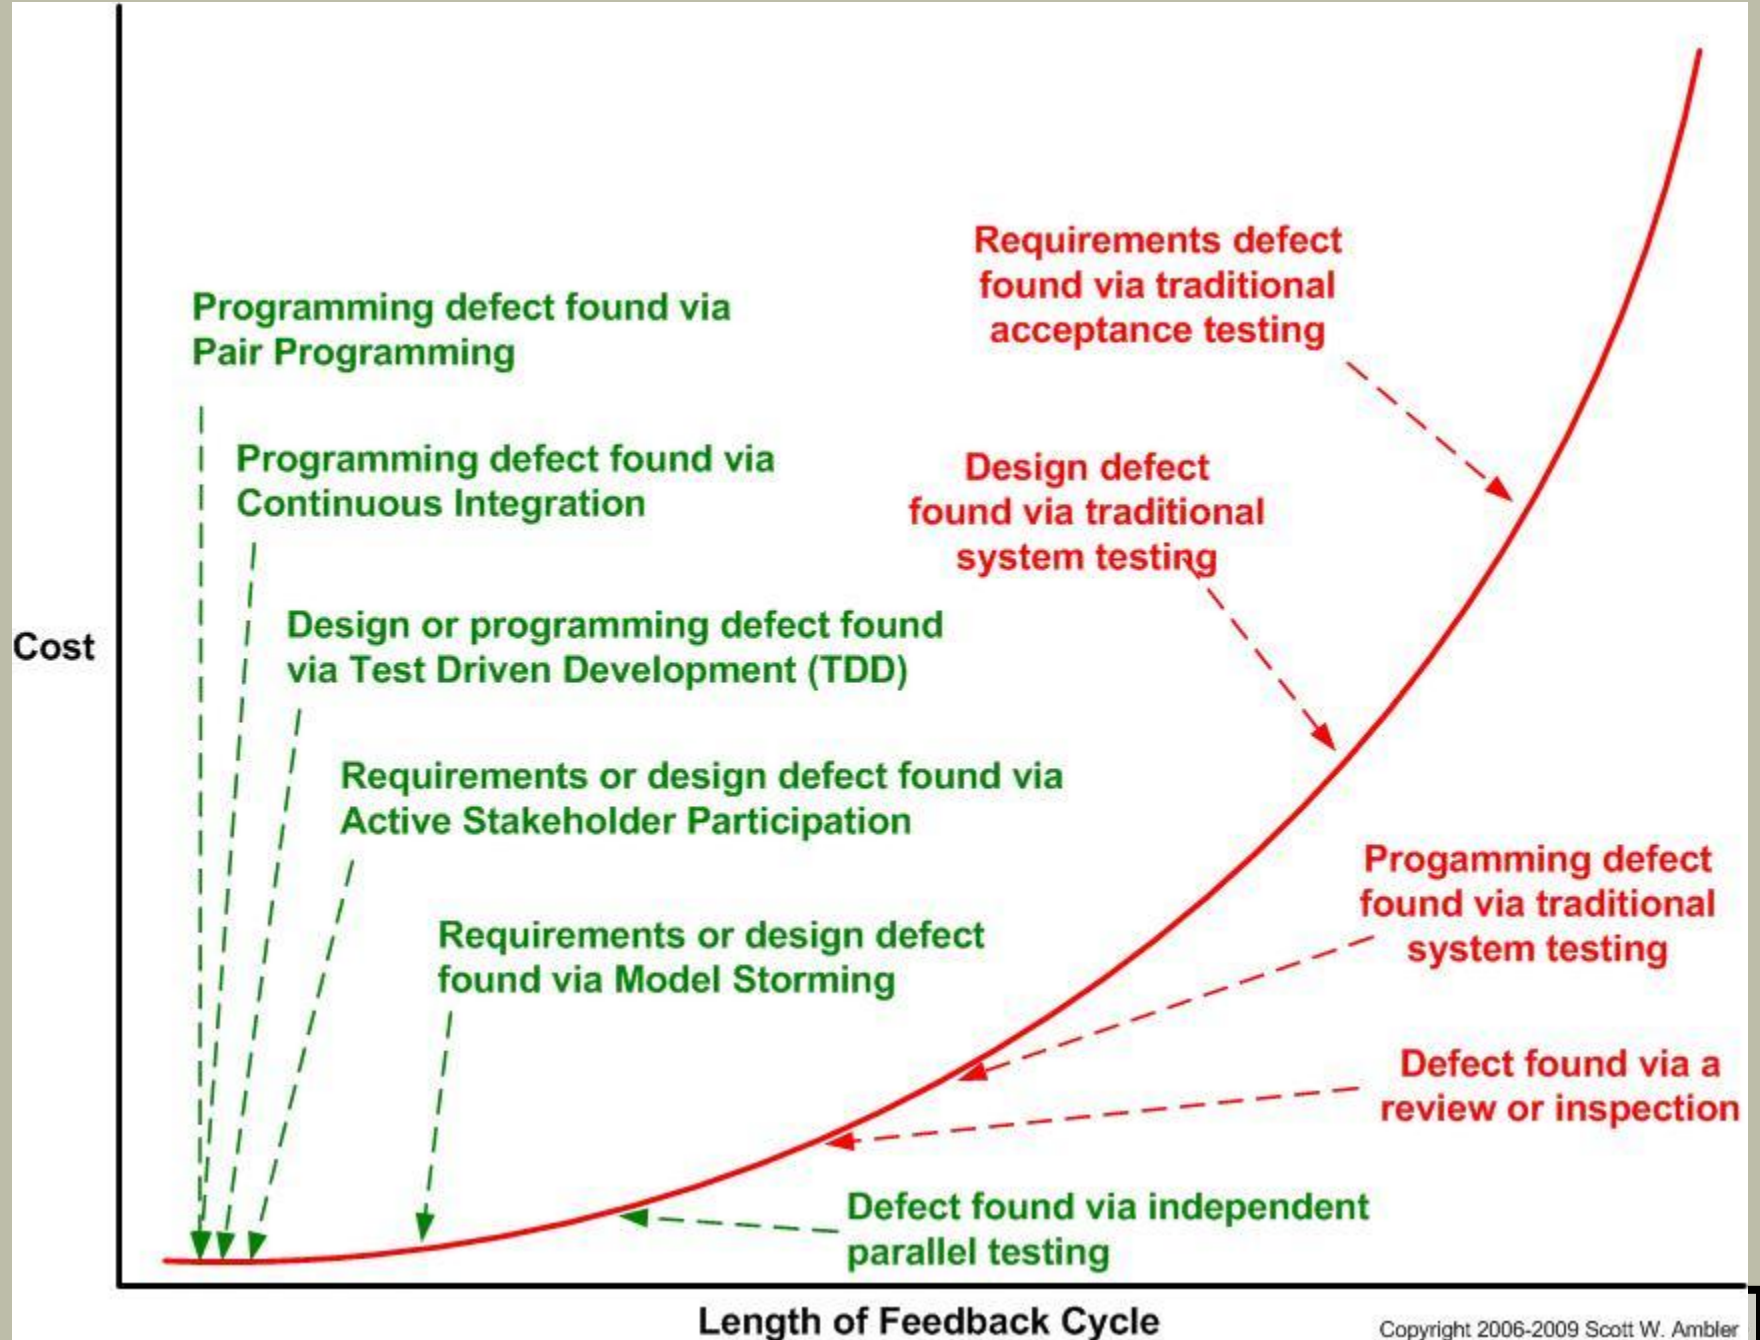 Requirements defect
found via traditional
acceptance testing
Programming defect found via
Pair Programming
Programming defect found via
Continuous Integration
Design defect
found via traditional
system testing
Design or programming defect found
via Test Driven Development (TDD)
Cost
Requirements or design defect found via
Active Stakeholder Participation
Progamming defect
found via traditional
system testing
Requirements or design defect
found via Model Storming
Defect found via a
review or inspection
Defect found via independent
parallel testing
Length of Feedback Cycle
Copyright 2006-2009 Scott W. Ambler